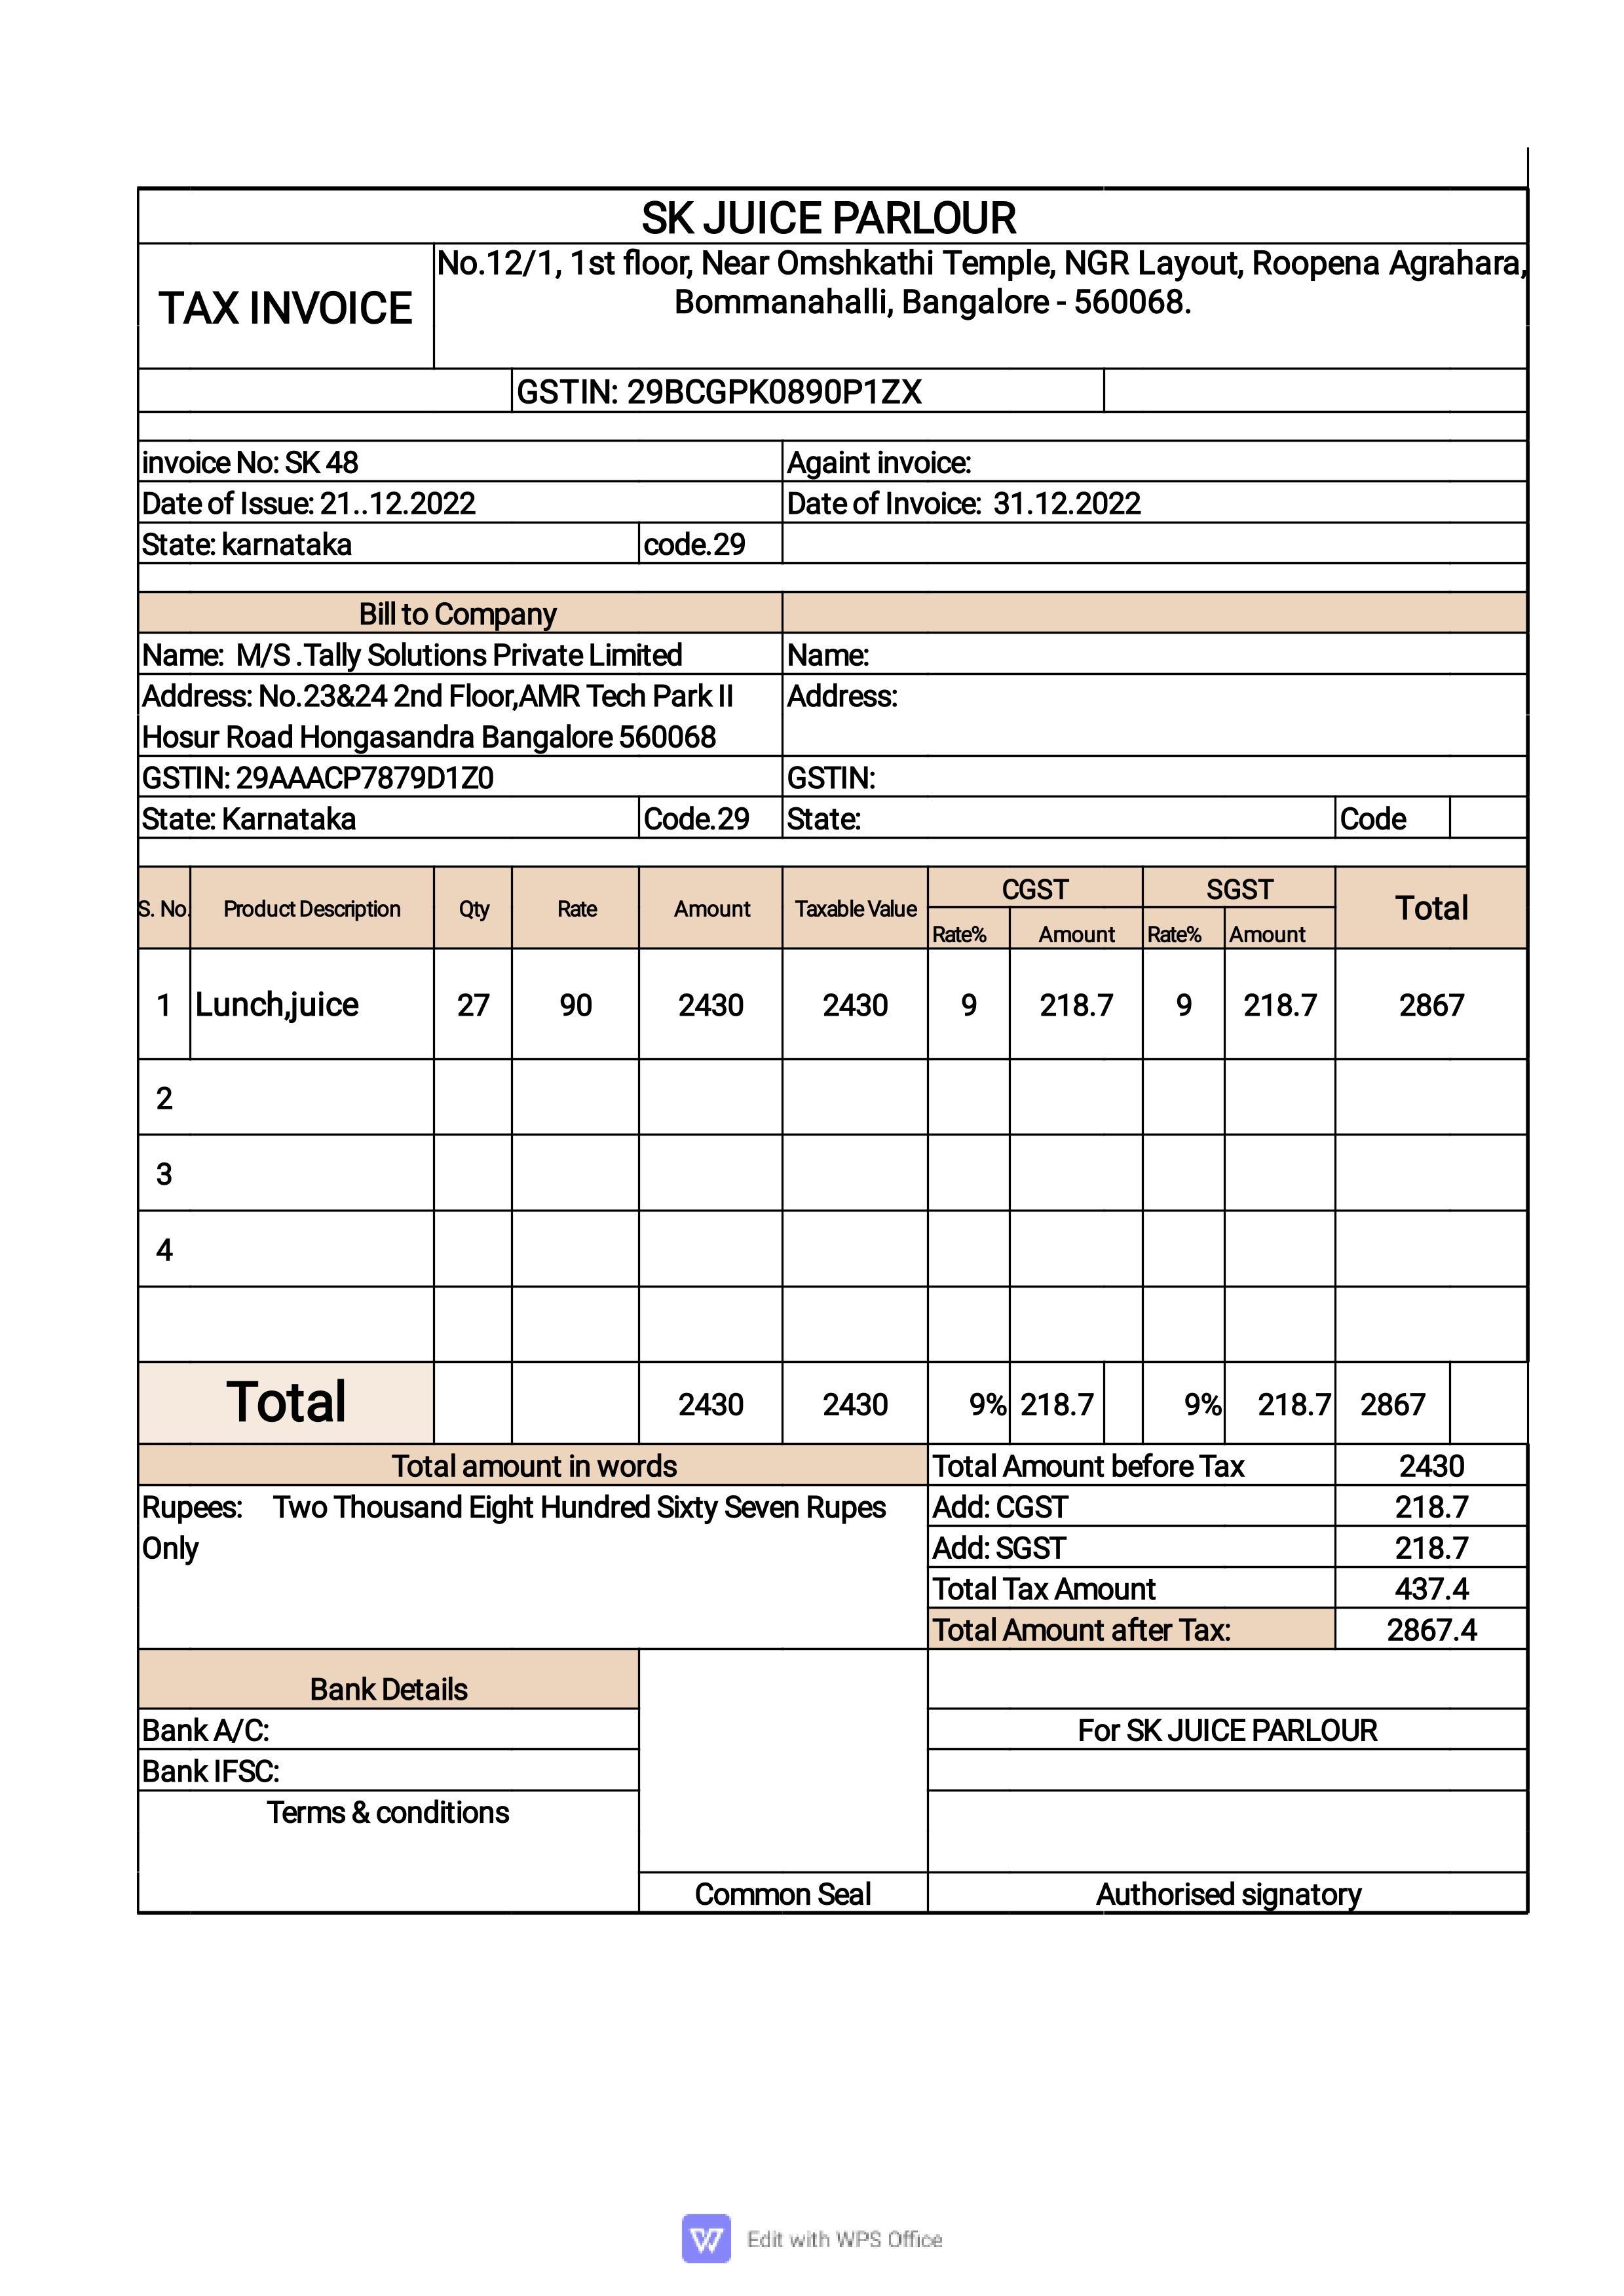 SK JUICE PARLOUR
TAX INVOICE
No.12/1, 1st floor, Near Omshkathi Temple, NGR Layout, Roopena Agrahara,
Bommanahalli, Bangalore - 560068.
GSTIN: 29BCGPK0890P1ZX
invoice No: SK 48 Againt invoice:
Date of Issue: 21..12.2022 Date of Invoice: 31.12.2022
State: karnataka code.29
Bill to Company
Name: M/S .Tally Solutions Private Limited Name:
Address: No.23&24 2nd Floor,AMR Tech Park II Address:
Hosur Road Hongasandra Bangalore 560068
GSTIN: 29AAACP7879D1Z0 GSTIN:
State: Karnataka Code.29 State: Code
S. No. Product Description Qty Rate Amount Taxable Value CGST SGST Total
Rate% Amount Rate% Amount
1 Lunch,juice 27 90 2430 2430 9 218.7 9 218.7 2867
2
3
4
Total 2430 2430 9% 218.7 9% 218.7 2867
Total amount in words Total Amount before Tax 2430
Rupees: Two Thousand Eight Hundred Sixty Seven Rupes Add: CGST 218.7
Only Add: SGST 218.7
Total Tax Amount 437.4
Total Amount after Tax: 2867.4
Bank Details
Bank A/C: For SK JUICE PARLOUR
Bank IFSC:
Terms & conditions
Common Seal Authorised signatory
Edit with WPS Office